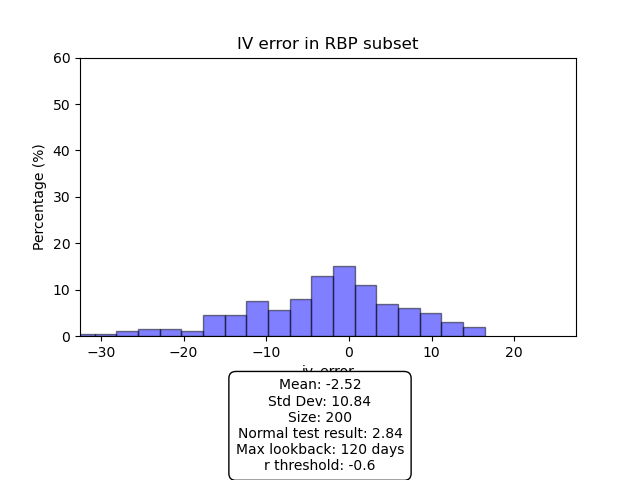 IV error in RBP subset
60
50
40
30
20
10
0
Percentage (%)
−30
−20
−10
0
10
20
iv_error
Mean: -2.52
Std Dev: 10.84
Size: 200
Normal test result: 2.84
Max lookback: 120 days
r threshold: -0.6